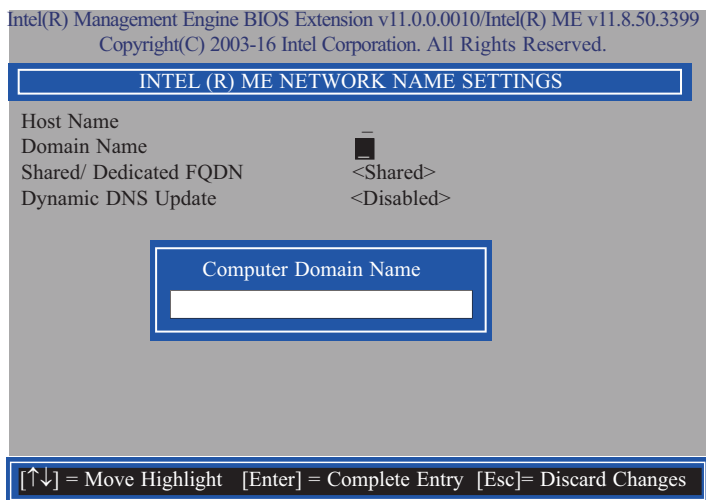 Intel(R) Management Engine BIOS Extension v11.0.0.0010/Intel(R) ME v11.8.50.3399
Copyright(C) 2003-16 Intel Corporation. All Rights Reserved.
INTEL (R) ME NETWORK NAME SETTINGS
Host Name _
Domain Name _
Shared/ Dedicated FQDN <Shared>
Dynamic DNS Update <Disabled>
Computer Domain Name
[↑↓] = Move Highlight [Enter] = Complete Entry [Esc]= Discard Changes